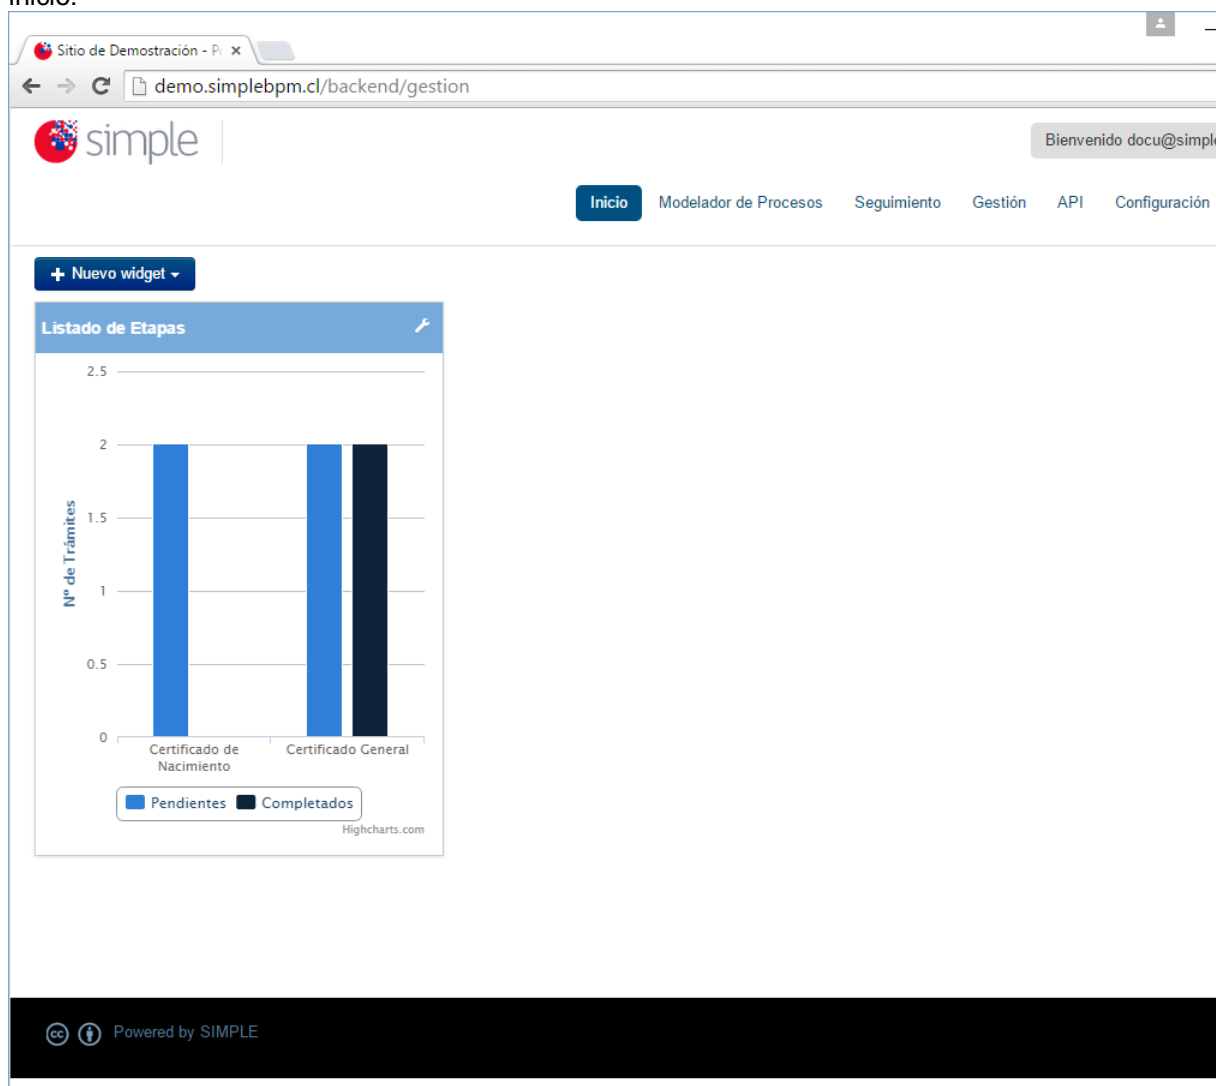 Inicio.
Sitio de Demostración - P
demo.simplebpm.cl/backend/gestion
simple
Bienvenido docu@simple
Inicio Modelador de Procesos Seguimiento Gestión API Configuración
Nuevo widget
Listado de Etapas
2.5
2
1.5
1
0.5
0
Nº de Trámites
Certificado de
Nacimiento
Certificado General
Pendientes Completados
Highcharts.com
cc Powered by SIMPLE